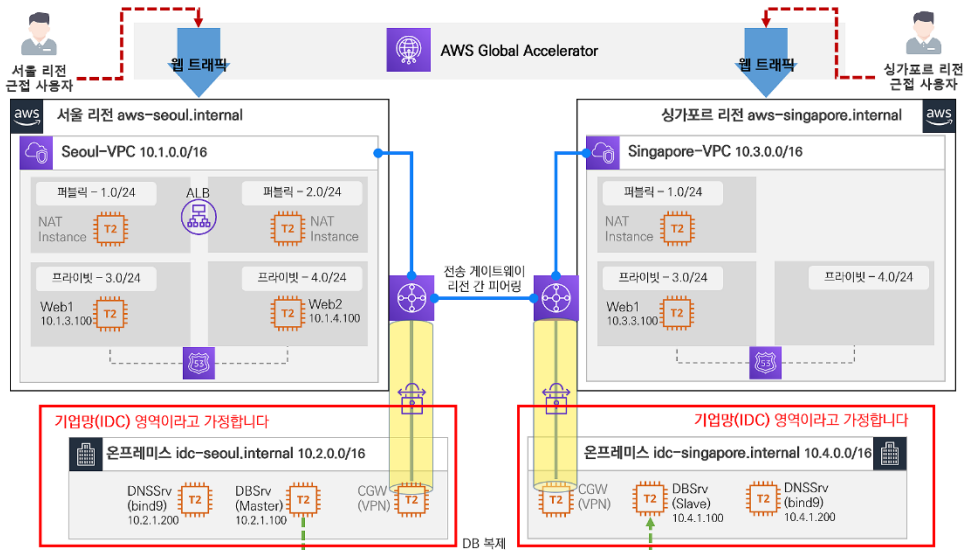 AWS Global Accelerator
서울 리전
근접 사용자
웹 트래픽
웹 트래픽
싱가포르 리전
근접 사용자
aws
서울 리전 aws-seoul.internal
Seoul-VPC 10.1.0.0/16
퍼블릭 – 1.0/24
NAT
Instance
T2
ALB
퍼블릭 – 2.0/24
T2
NAT
Instance
프라이빗 – 3.0/24
Web1
10.1.3.100
T2
프라이빗 – 4.0/24
T2
Web2
10.1.4.100
53
전송 게이트웨이
리전 간 피어링
싱가포르 리전 aws-singapore.internal
aws
Singapore-VPC 10.3.0.0/16
퍼블릭 – 1.0/24
NAT
Instance
T2
프라이빗 – 3.0/24
Web1
10.3.3.100
T2
프라이빗 – 4.0/24
53
기업망(IDC) 영역이라고 가정합니다
온프레미스 idc-seoul.internal 10.2.0.0/16
DNSSrv
(bind9)
10.2.1.200
T2
DBSrv
(Master)
10.2.1.100
T2
CGW
(VPN)
T2
기업망(IDC) 영역이라고 가정합니다
온프레미스 idc-singapore.internal 10.4.0.0/16
T2
CGW
(VPN)
T2
DBSrv
(Slave)
10.4.1.100
T2
DNSSrv
(bind9)
10.4.1.200
DB 복제